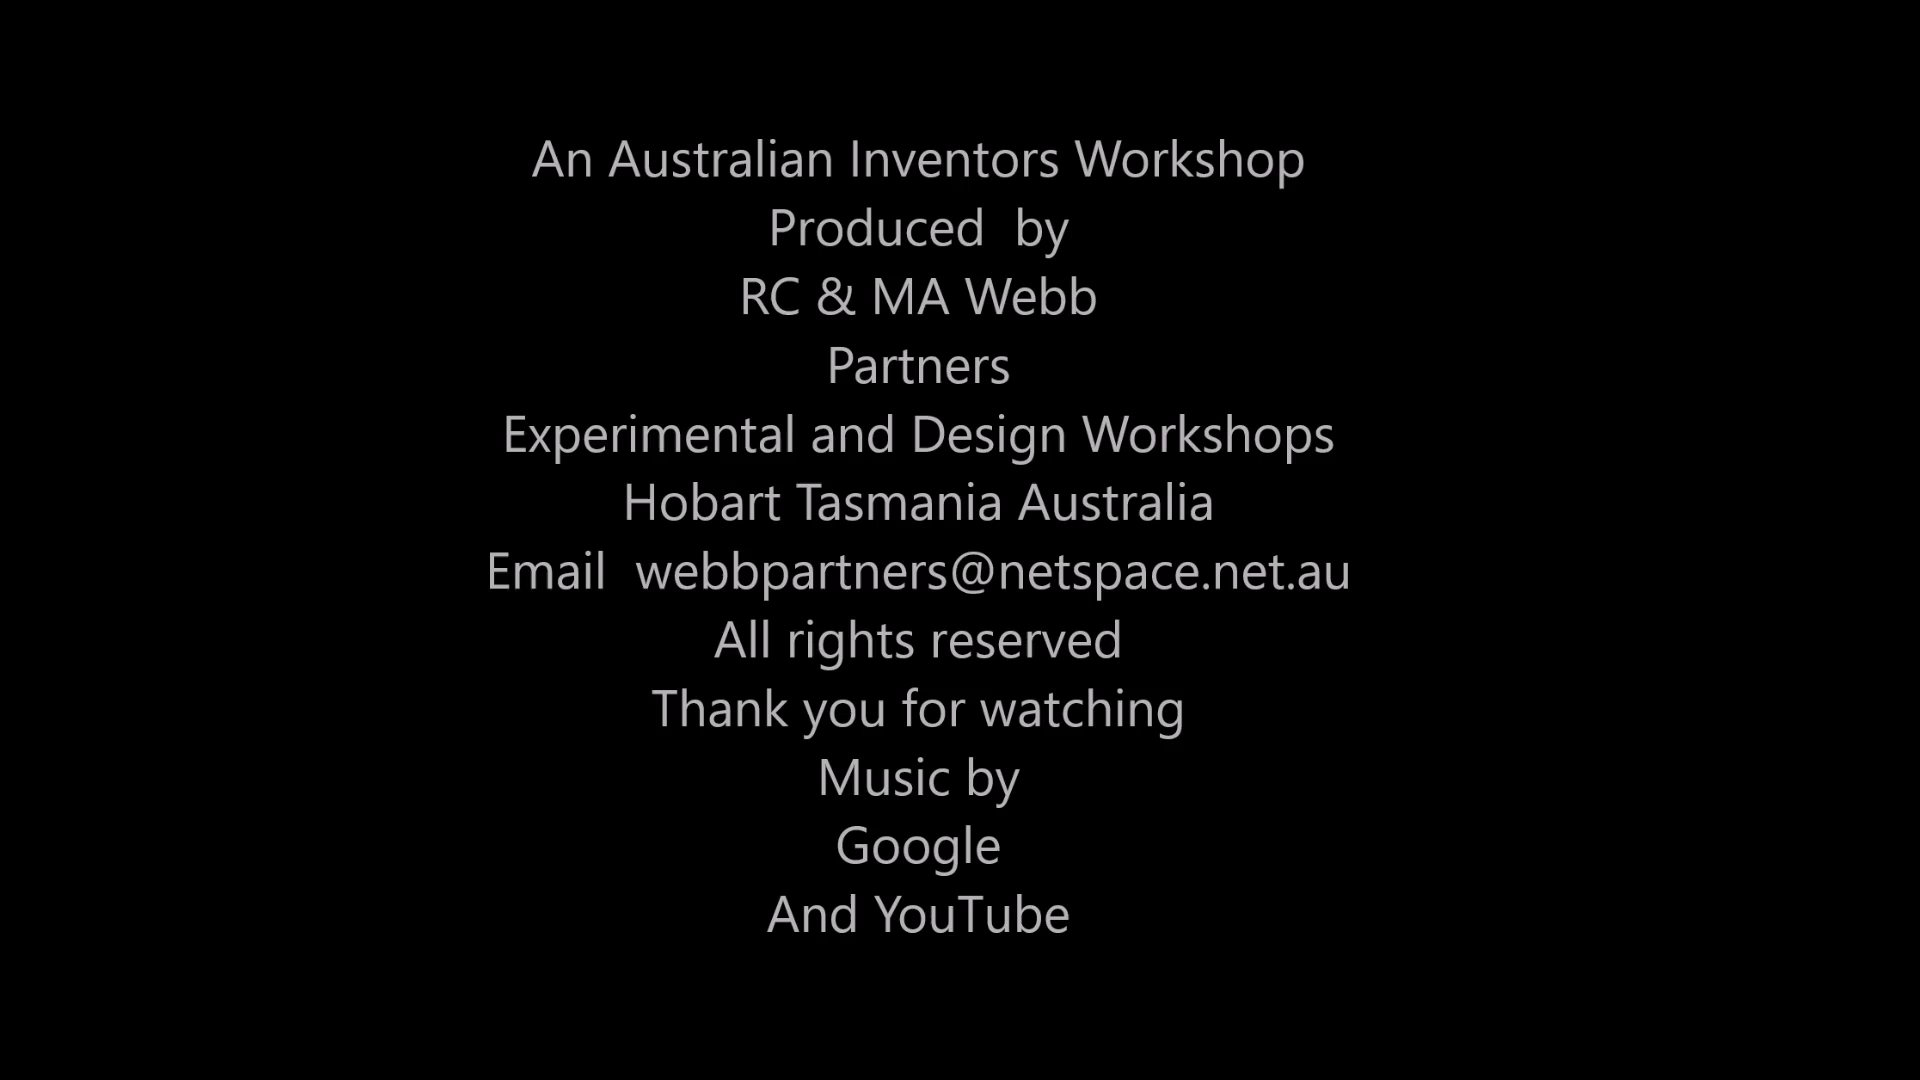 An Australian Inventors Workshop
Produced  by
RC & MA Webb
Partners
Experimental and Design Workshops
Hobart Tasmania Australia
Email  webbpartners@netspace.net.au
All rights reserved
Thank you for watching
Music by
Google
And YouTube